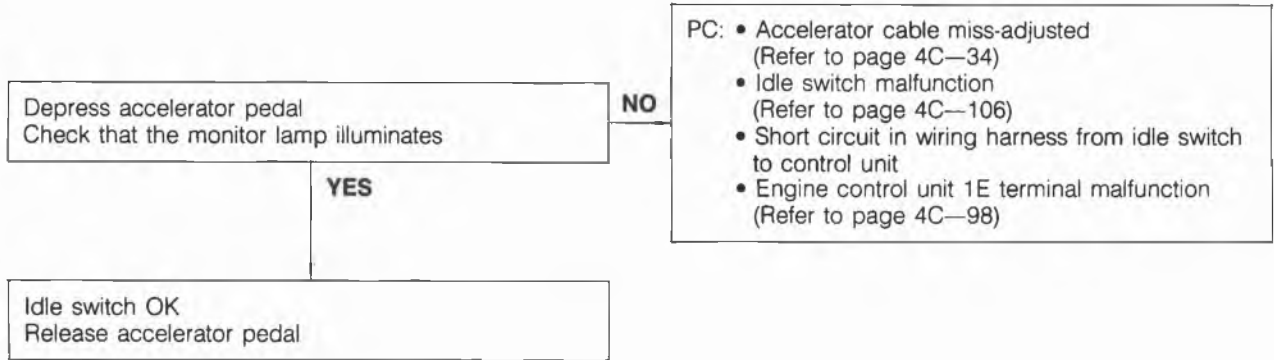 Depress accelerator pedal
Check that the monitor lamp illuminates
NO
PC: • Accelerator cable miss-adjusted
(Refer to page 4C—34)
• Idle switch malfunction
(Refer to page 4C—106)
• Short circuit in wiring harness from idle switch
to control unit
• Engine control unit 1E terminal malfunction
(Refer to page 4C—98)
YES
Idle switch OK
Release accelerator pedal